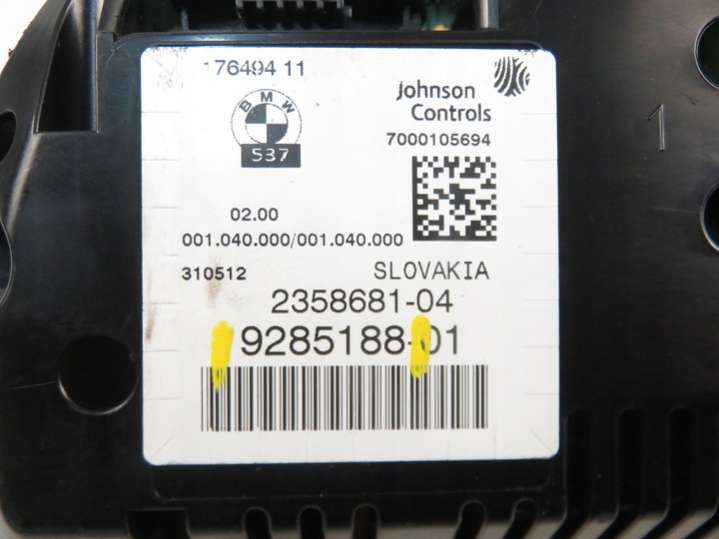 176494 11
BMW
537
Johnson
Controls
7000105694
02.00
001.040.000/001.040.000
310512
SLOVAKIA
2358681-04
9285188-01
1